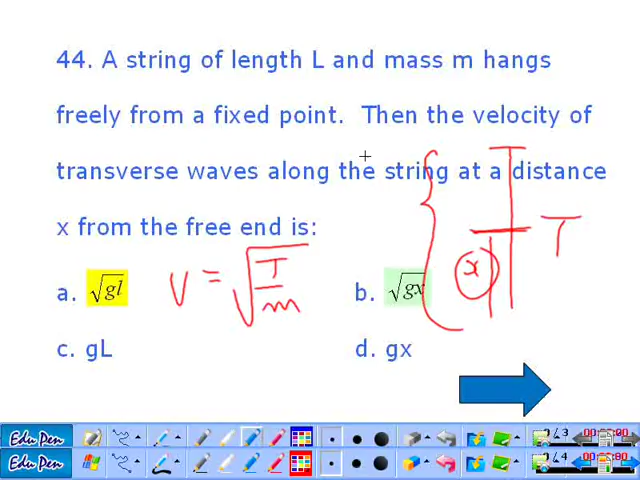 44. A string of length L and mass m hangs
freely from a fixed point. Then the velocity of
transverse waves along the string at a distance
x from the free end is:
a. √gl
b. √gx
c. gL
d. gx
V = √T/m
T
x
Edu Pen
Edu Pen